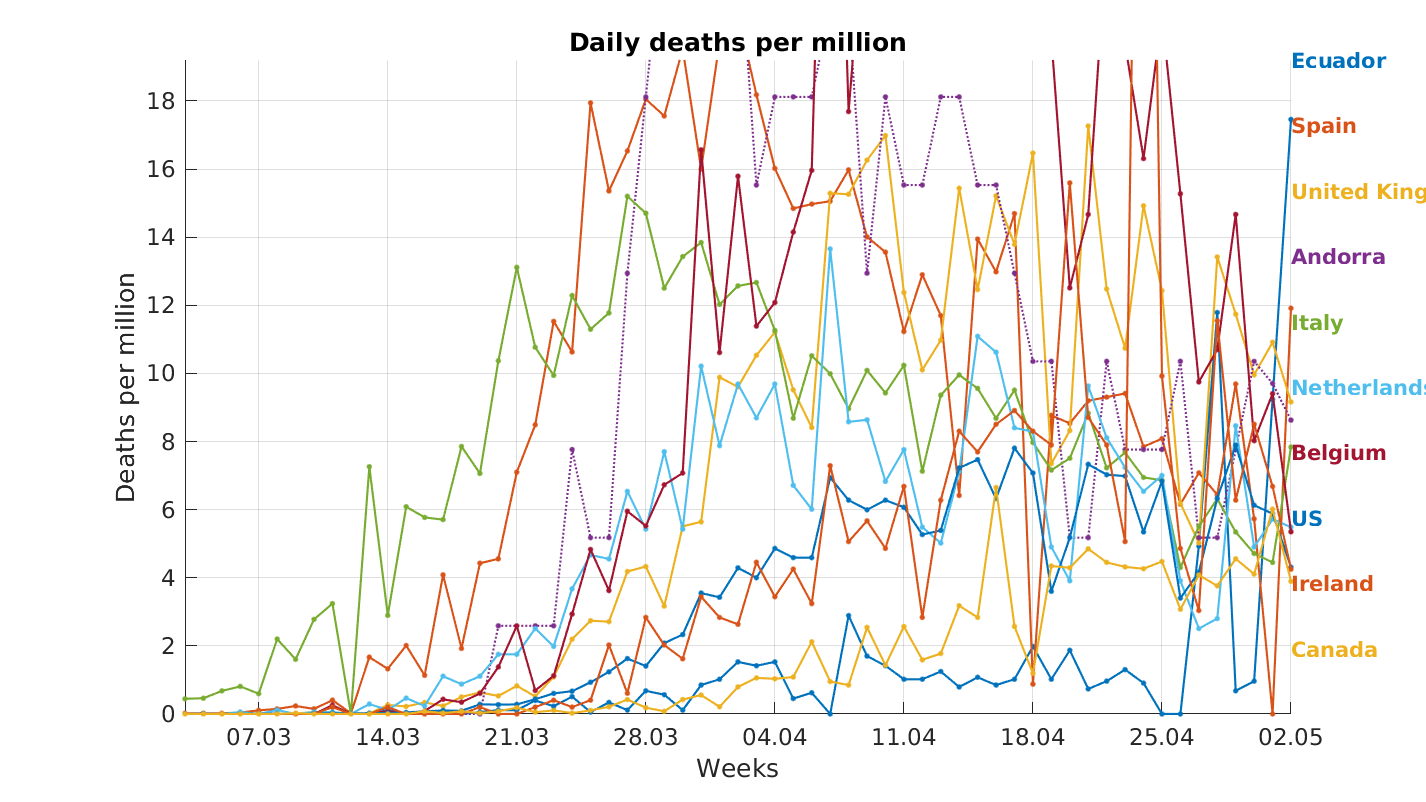 Daily deaths per million
Deaths per million
18
16
14
12
10
8
6
4
2
0
07.03
14.03
21.03
28.03
04.04
11.04
18.04
25.04
02.05
Weeks
Ecuador
Spain
United King
Andorra
Italy
Netherlands
Belgium
US
Ireland
Canada